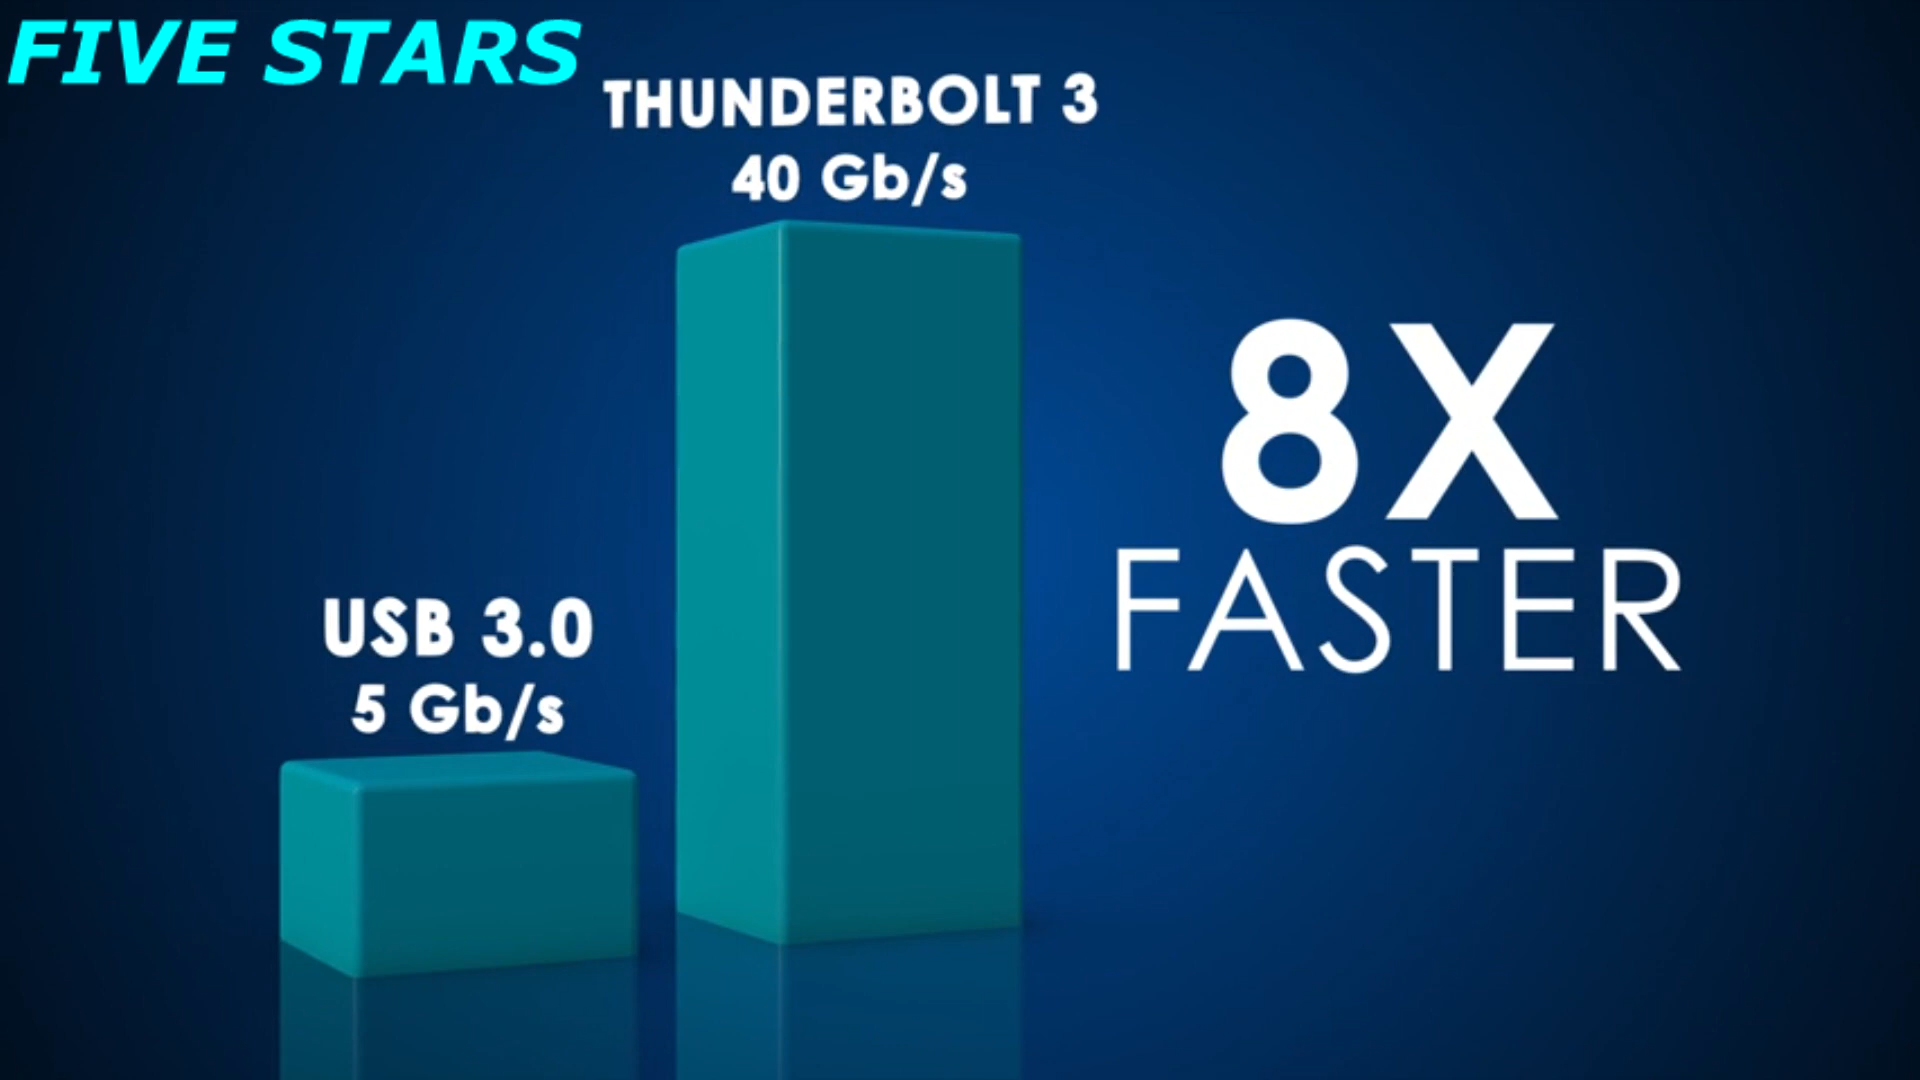 FIVE STARS
THUNDERBOLT 3
40 Gb/s
8X
FASTER
USB 3.0
5 Gb/s